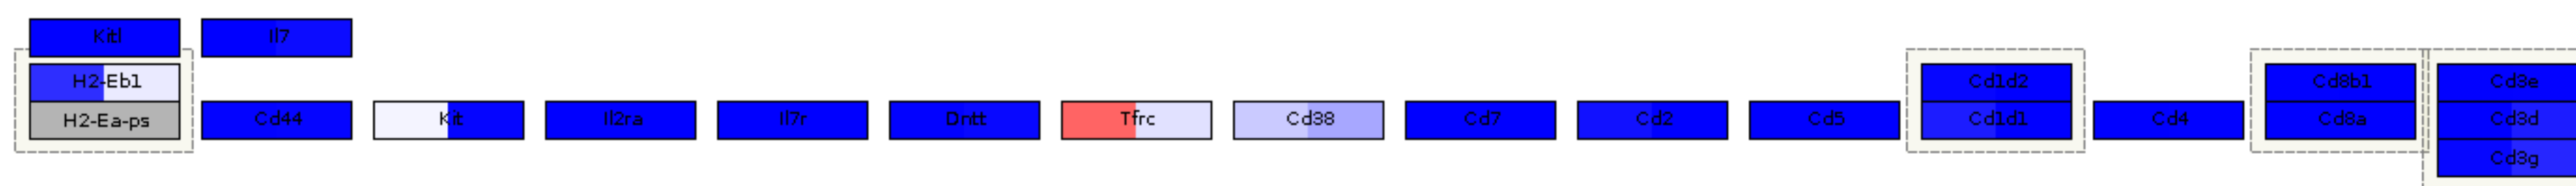 Kitl Il7
H2-Eb1 Cd1d2 Cd8b1 Cd3e
H2-Ea-ps Cd44 Kit Il2ra Il7r Dntt Tfrc Cd38 Cd7 Cd2 Cd5 Cd1d1 Cd4 Cd8a Cd3d
Cd3g